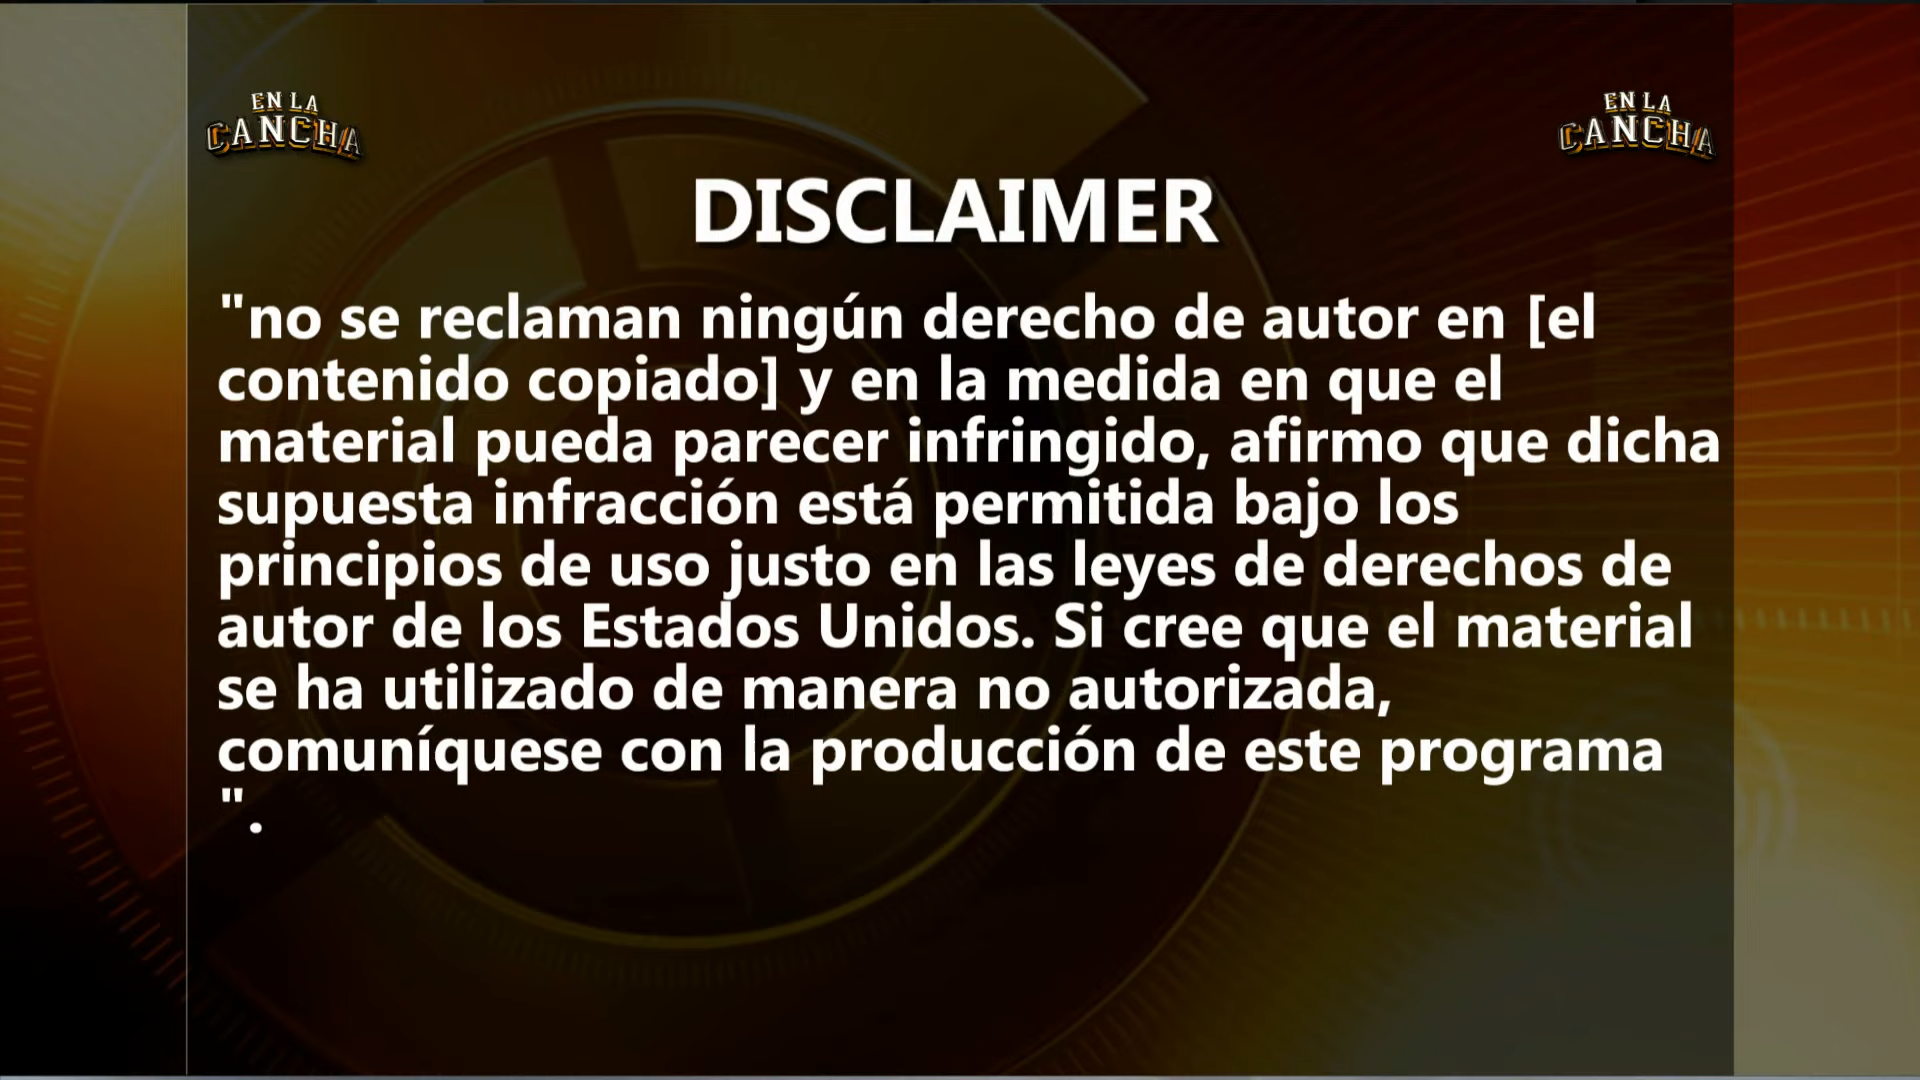 EN LA
CANCHA
EN LA
CANCHA
DISCLAIMER
"no se reclaman ningún derecho de autor en [el
contenido copiado] y en la medida en que el
material pueda parecer infringido, afirmo que dicha
supuesta infracción está permitida bajo los
principios de uso justo en las leyes de derechos de
autor de los Estados Unidos. Si cree que el material
se ha utilizado de manera no autorizada,
comuníquese con la producción de este programa
".